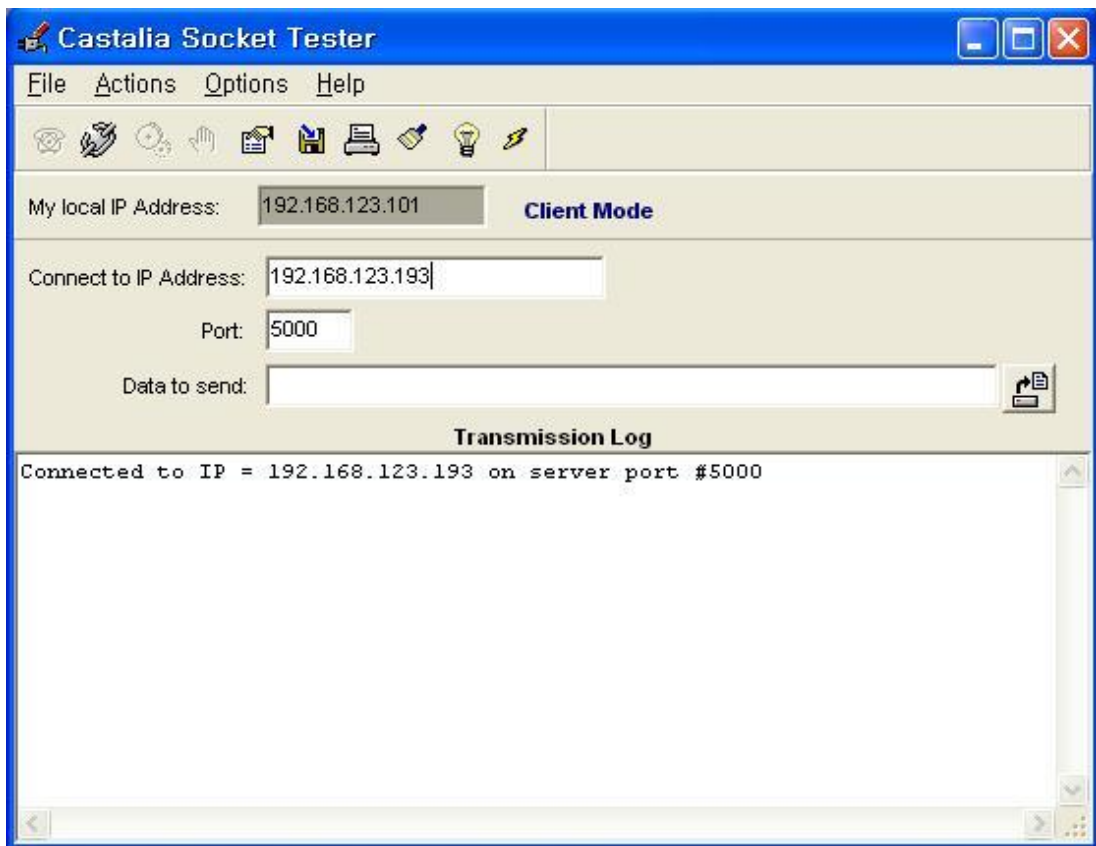 Castalia Socket Tester
File Actions Options Help
My local IP Address: 192.168.123.101 Client Mode
Connect to IP Address: 192.168.123.193
Port: 5000
Data to send:
Transmission Log
Connected to IP = 192.168.123.193 on server port #5000